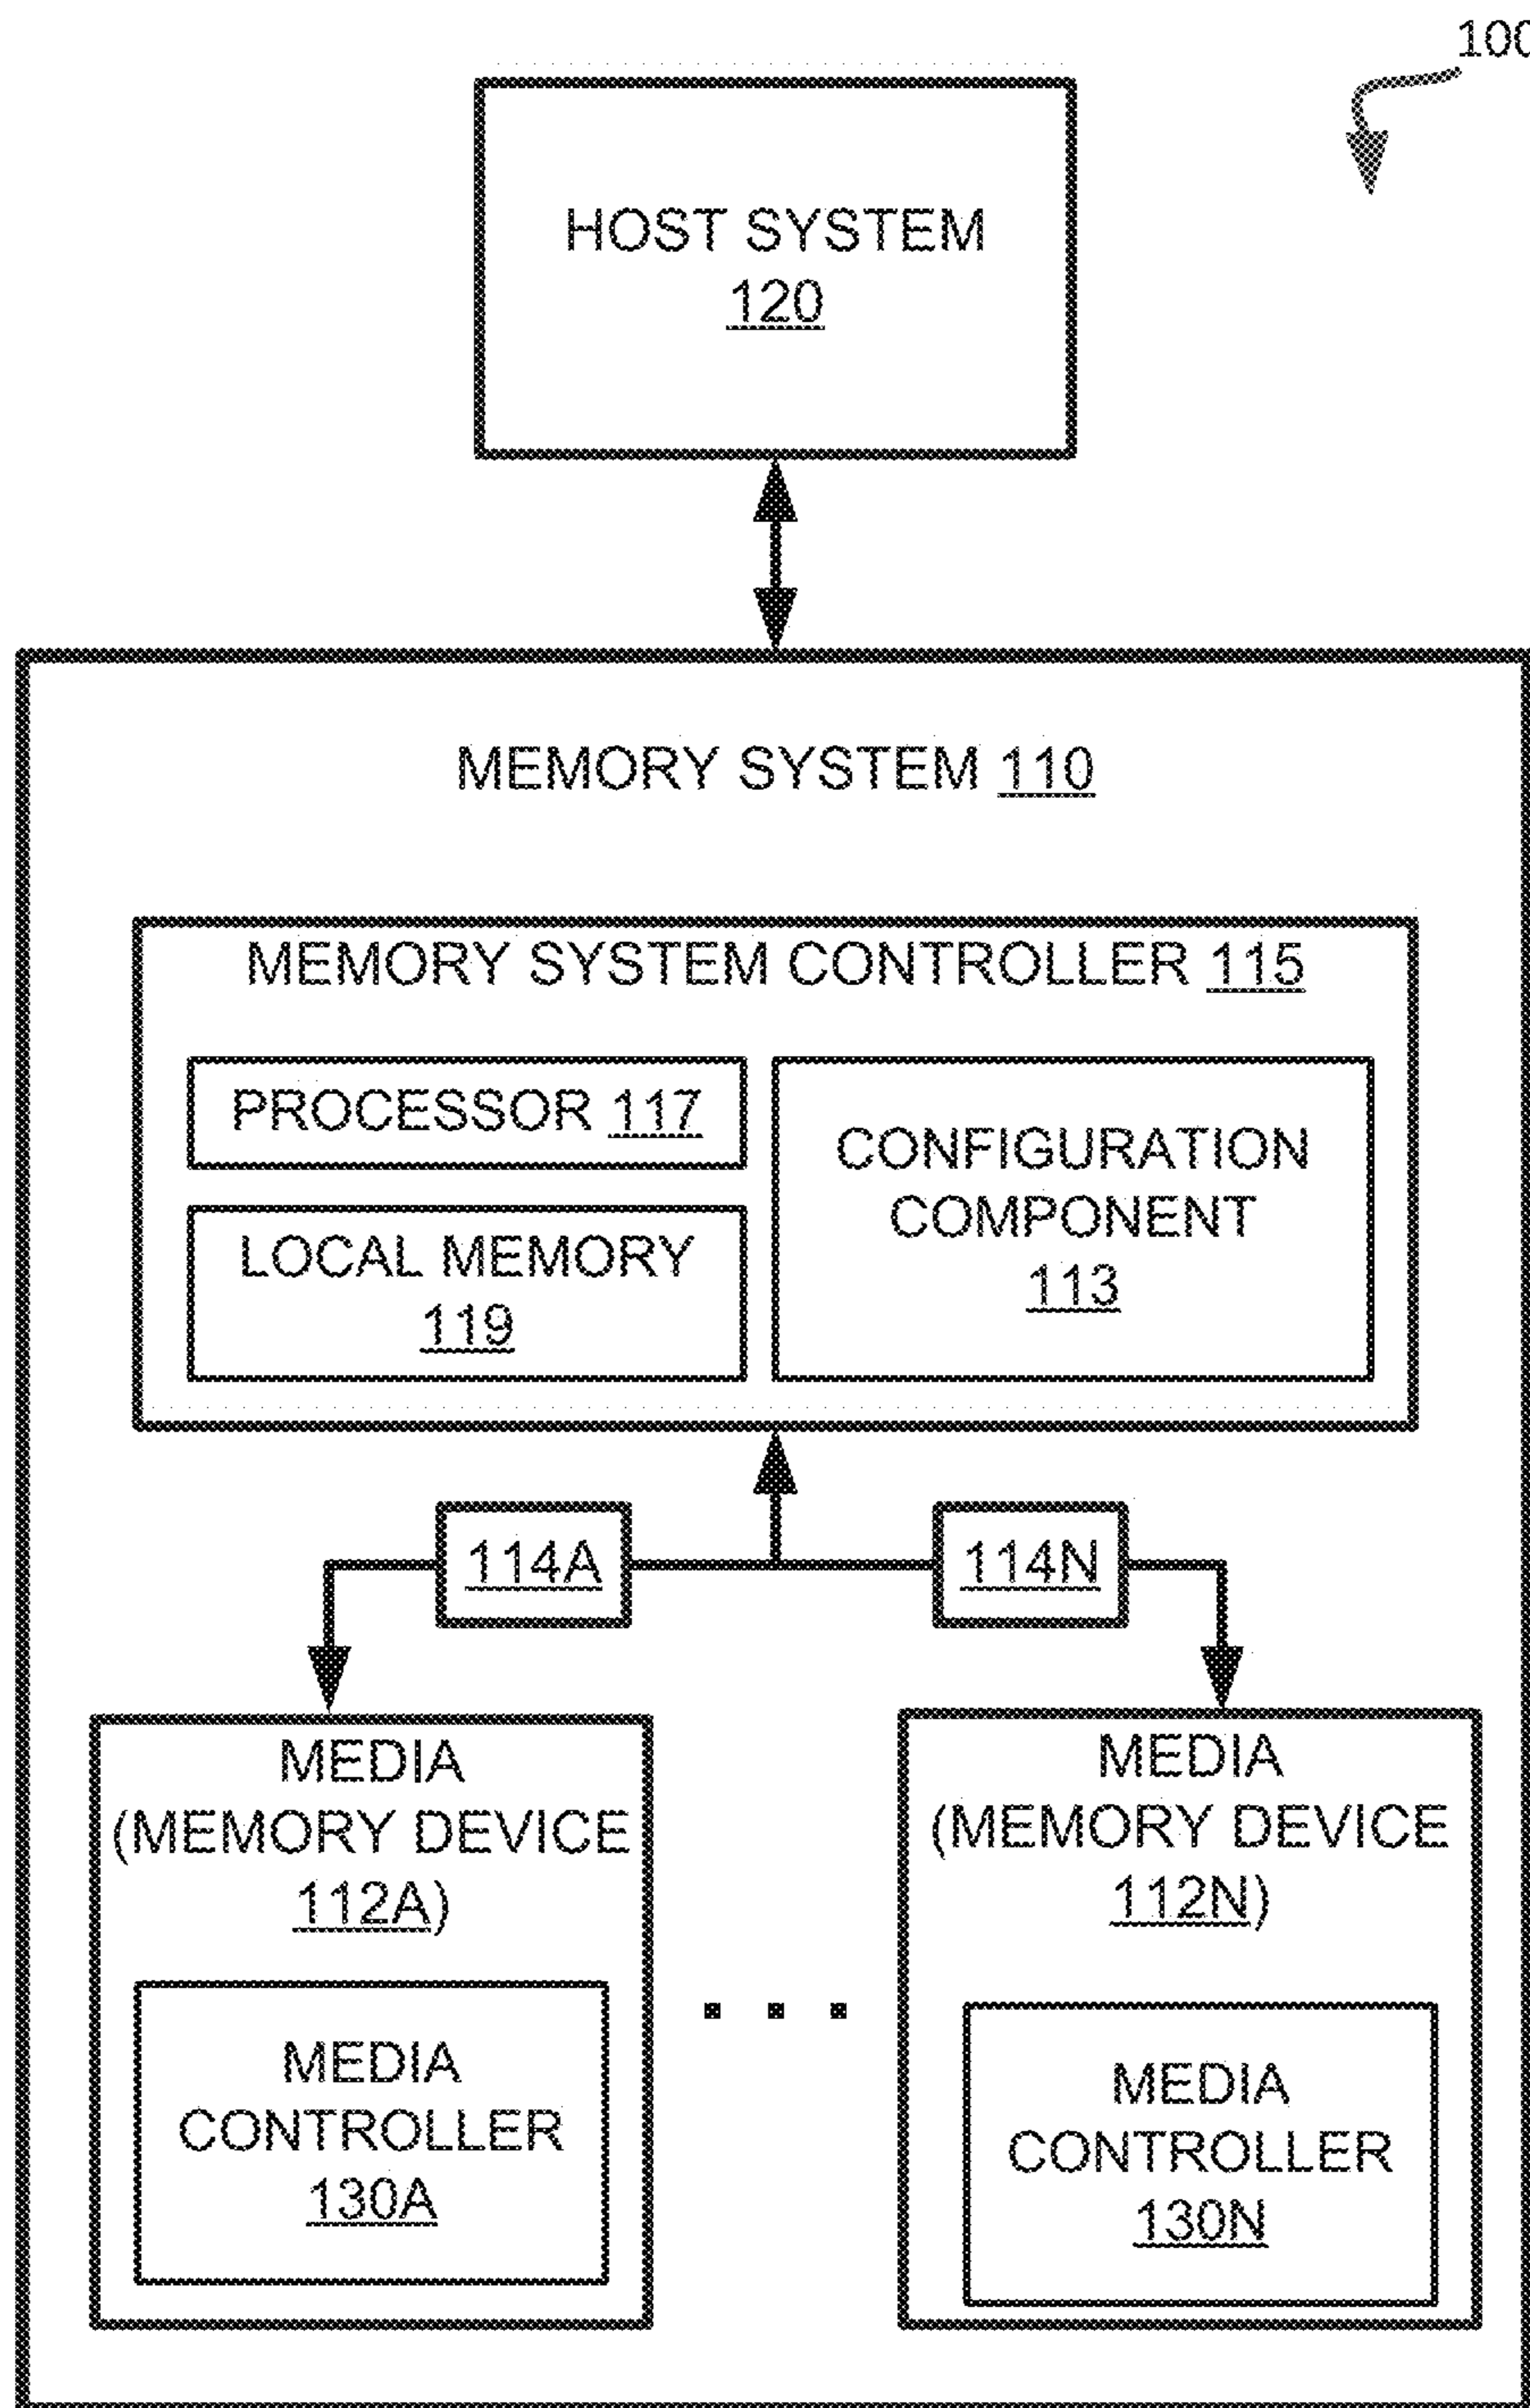 100
HOST SYSTEM
120
MEMORY SYSTEM 110
MEMORY SYSTEM CONTROLLER 115
PROCESSOR 117
LOCAL MEMORY
119
CONFIGURATION
COMPONENT
113
114A
114N
MEDIA
(MEMORY DEVICE
112A)
MEDIA
CONTROLLER
130A
. . .
MEDIA
(MEMORY DEVICE
112N)
MEDIA
CONTROLLER
130N